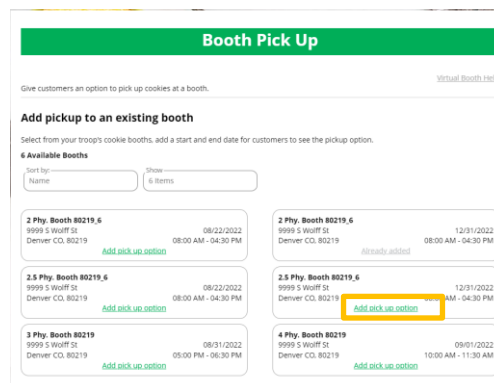 Booth Pick Up
Virtual Booth Hel
Give customers an option to pick up cookies at a booth.
Add pickup to an existing booth
Select from your troop's cookie booths, add a start and end date for customers to see the pickup option.
6 Available Booths
Sort by: Show
Name 6 Items
2 Phy. Booth 80219_6
9999 S Wolff St 08/22/2022
Denver CO, 80219 08:00 AM - 04:30 PM
Add pick up option
2 Phy. Booth 80219_6
9999 S Wolff St 12/31/2022
Denver CO, 80219 08:00 AM - 04:30 PM
Already added
2.5 Phy. Booth 80219_6
9999 S Wolff St 08/22/2022
Denver CO, 80219 08:00 AM - 04:30 PM
Add pick up option
2.5 Phy. Booth 80219_6
9999 S Wolff St 12/31/2022
Denver CO, 80219 AM - 04:30 PM
Add pick up option
3 Phy. Booth 80219
9999 S Wolff St 08/31/2022
Denver CO, 80219 05:00 PM - 06:30 PM
Add pick up option
4 Phy. Booth 80219
9999 S Wolff St 09/01/2022
Denver CO, 80219 10:00 AM - 11:30 AM
Add pick up option